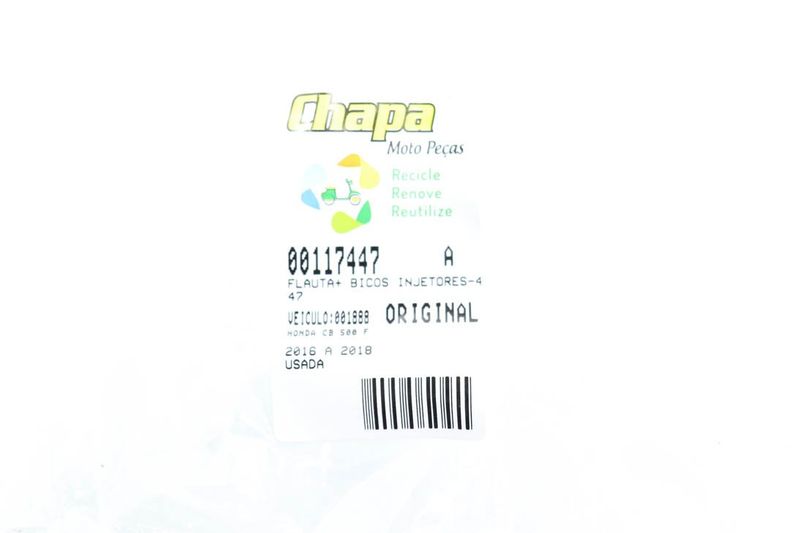 Chapa
Moto Peças
Recicle
Renove
Reutilize
00117447 A
FLAUTA+ BICOS INJETORES-4
47
VEICULO:001888 ORIGINAL
HONDA CB 500 F
2016 A 2018
USADA